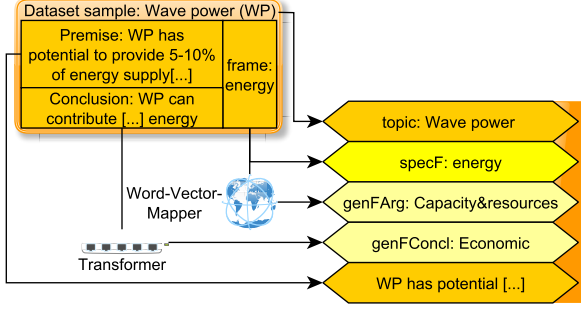 Dataset sample: Wave power (WP)
Premise: WP has
potential to provide 5-10%
of energy supply[...]
frame:
energy
Conclusion: WP can
contribute [...] energy
topic: Wave power
specF: energy
Word-Vector-
Mapper
genFArg: Capacity&resources
genFConcl: Economic
Transformer
WP has potential [...]